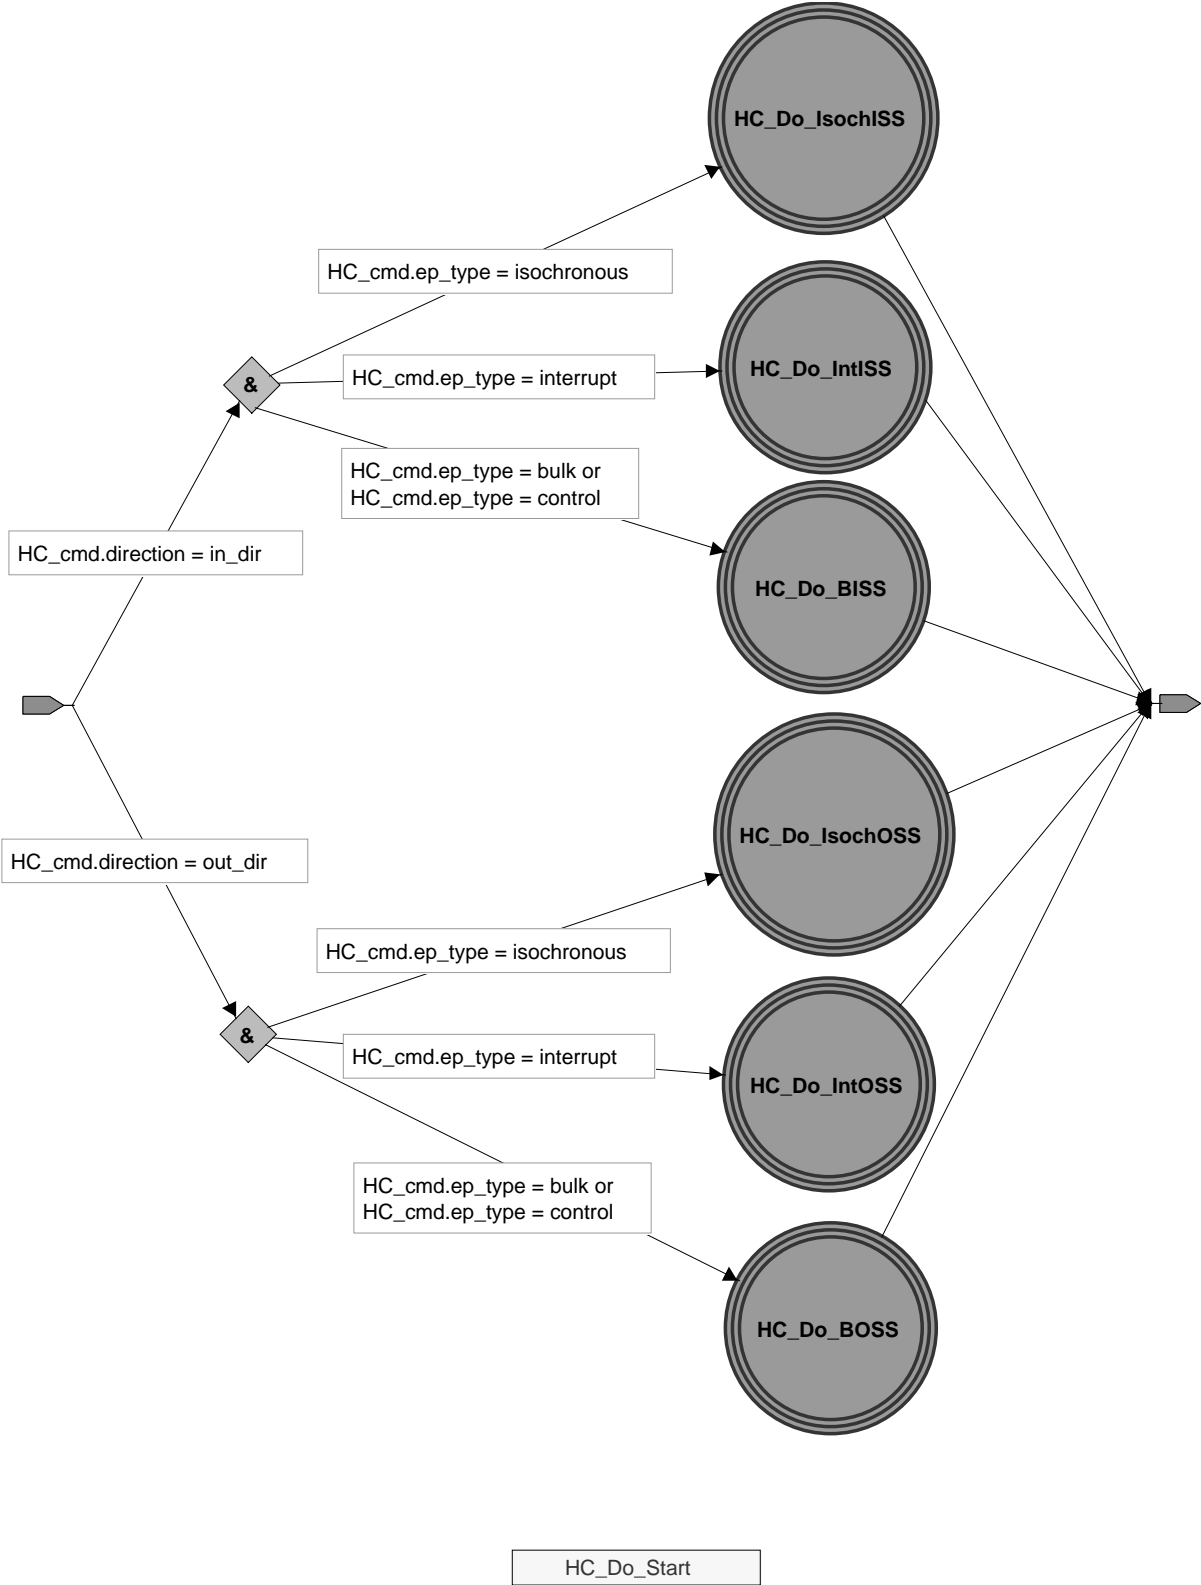 HC_Do_IsochISS
HC_cmd.ep_type = isochronous
HC_Do_IntISS
&
HC_cmd.ep_type = interrupt
HC_cmd.ep_type = bulk or
HC_cmd.ep_type = control
HC_cmd.direction = in_dir
HC_Do_BISS
HC_Do_IsochOSS
HC_cmd.direction = out_dir
HC_cmd.ep_type = isochronous
&
HC_cmd.ep_type = interrupt
HC_Do_IntOSS
HC_cmd.ep_type = bulk or
HC_cmd.ep_type = control
HC_Do_BOSS
HC_Do_Start